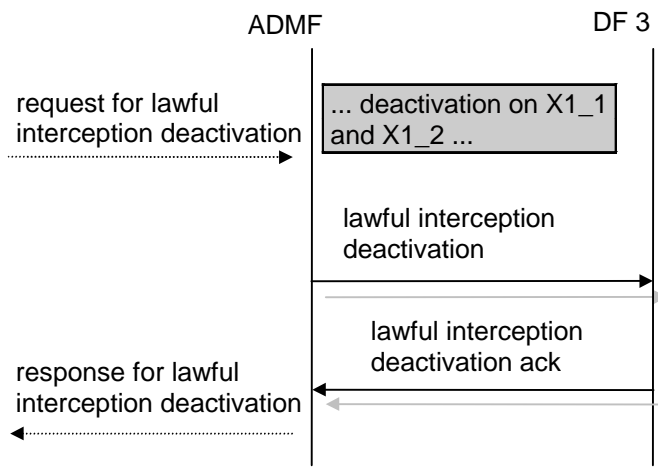 ADMF
DF 3
request for lawful
interception deactivation
... deactivation on X1_1
and X1_2 ...
lawful interception
deactivation
lawful interception
deactivation ack
response for lawful
interception deactivation